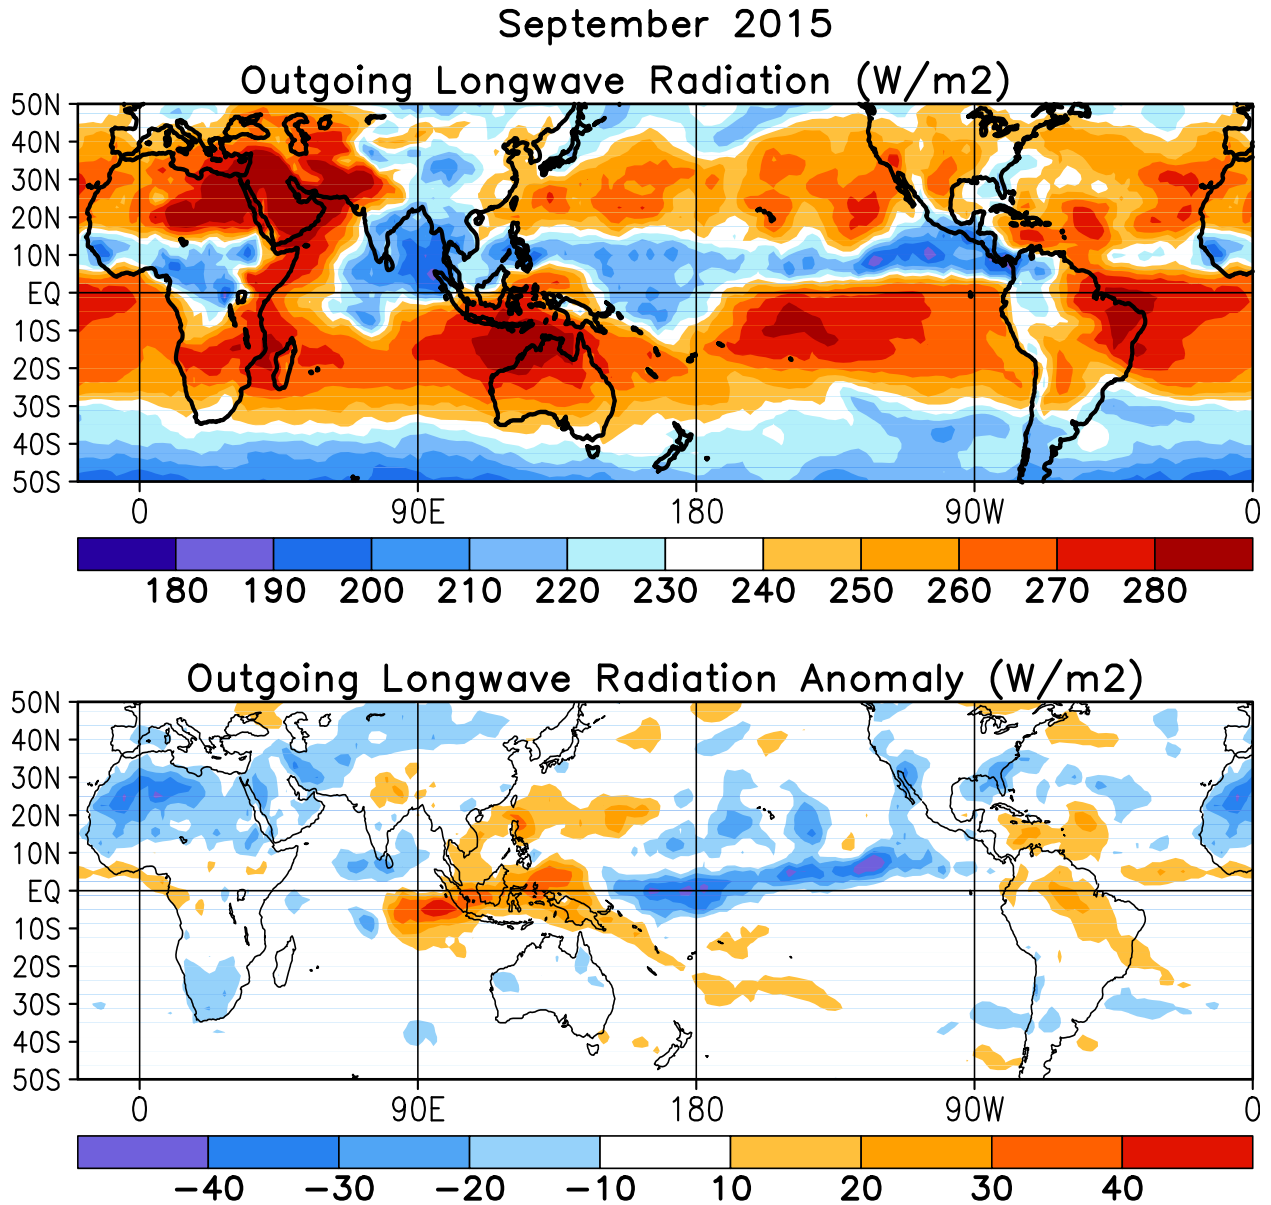 September 2015
Outgoing Longwave Radiation (W/m2)
50N
40N
30N
20N
10N
EQ
10S
20S
30S
40S
50S
0 90E 180 90W 0
180 190 200 210 220 230 240 250 260 270 280
Outgoing Longwave Radiation Anomaly (W/m2)
50N
40N
30N
20N
10N
EQ
10S
20S
30S
40S
50S
0 90E 180 90W 0
-40 -30 -20 -10 10 20 30 40